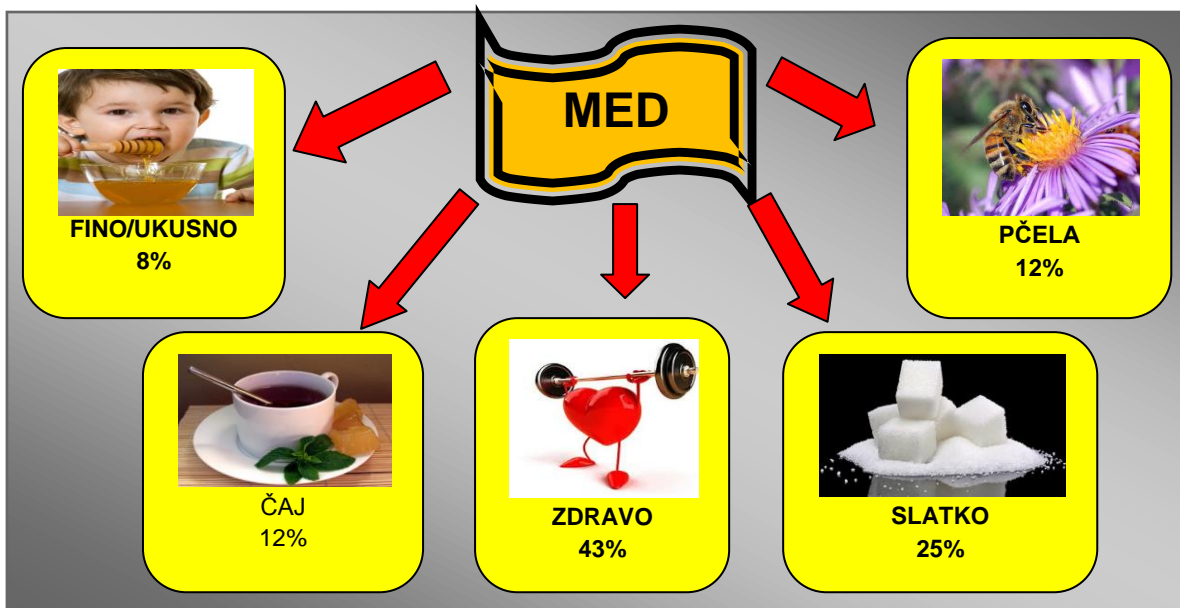 MED
FINO/UKUSNO
8%
PČELA
12%
ČAJ
12%
ZDRAVO
43%
SLATKO
25%